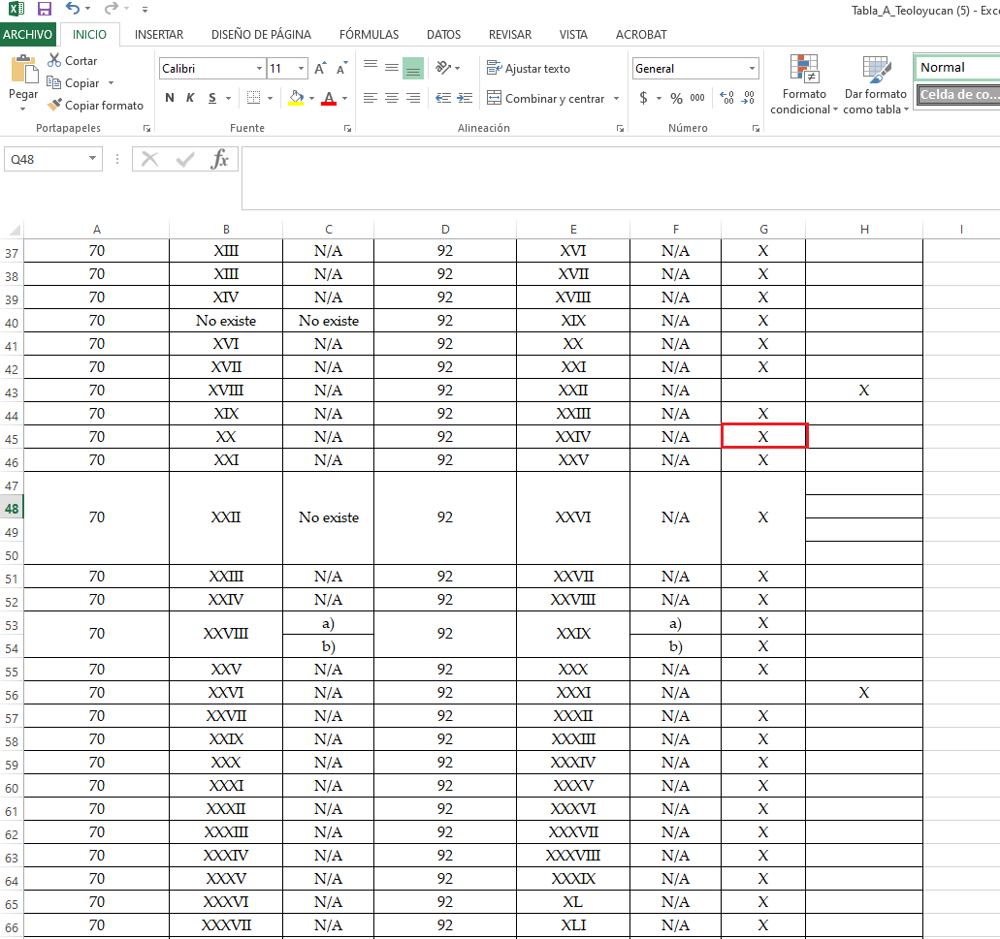 Tabla_A_Teoloyucan (5) - Exce
ARCHIVO INICIO INSERTAR DISEÑO DE PÁGINA FÓRMULAS DATOS REVISAR VISTA ACROBAT
Pegar
Cortar
Copiar
Copiar formato
Portapapeles
Calibri 11
N K S
Fuente
Ajustar texto
Combinar y centrar
Alineación
General
$ % 000
Número
Formato condicional
Dar formato como tabla
Normal
Celda de co...
Q48
A B C D E F G H I
37 70 XIII N/A 92 XVI N/A X
38 70 XIII N/A 92 XVII N/A X
39 70 XIV N/A 92 XVIII N/A X
40 70 No existe No existe 92 XIX N/A X
41 70 XVI N/A 92 XX N/A X
42 70 XVII N/A 92 XXI N/A X
43 70 XVIII N/A 92 XXII N/A X
44 70 XIX N/A 92 XXIII N/A X
45 70 XX N/A 92 XXIV N/A X
46 70 XXI N/A 92 XXV N/A X
47
48 70 XXII No existe 92 XXVI N/A X
49
50
51 70 XXIII N/A 92 XXVII N/A X
52 70 XXIV N/A 92 XXVIII N/A X
53 70 XXVIII a) 92 XXIX a) X
54 b) b) X
55 70 XXV N/A 92 XXX N/A X
56 70 XXVI N/A 92 XXXI N/A X
57 70 XXVII N/A 92 XXXII N/A X
58 70 XXIX N/A 92 XXXIII N/A X
59 70 XXX N/A 92 XXXIV N/A X
60 70 XXXI N/A 92 XXXV N/A X
61 70 XXXII N/A 92 XXXVI N/A X
62 70 XXXIII N/A 92 XXXVII N/A X
63 70 XXXIV N/A 92 XXXVIII N/A X
64 70 XXXV N/A 92 XXXIX N/A X
65 70 XXXVI N/A 92 XL N/A X
66 70 XXXVII N/A 92 XLI N/A X